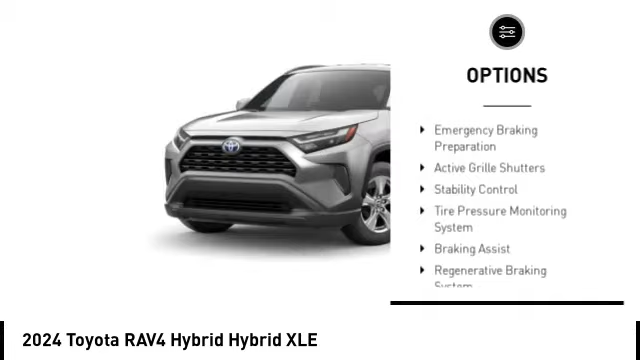 OPTIONS
Emergency Braking
Preparation
Active Grille Shutters
Stability Control
Tire Pressure Monitoring
System
Braking Assist
Regenerative Braking
System
2024 Toyota RAV4 Hybrid Hybrid XLE